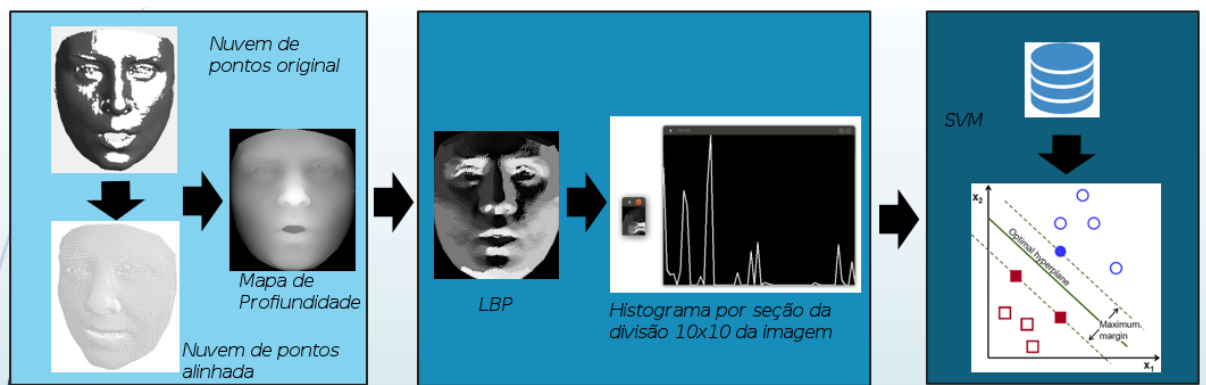 Nuvem de
pontos original
Mapa de
Profiundidade
Nuvem de pontos
alinhada
LBP
Histograma por seção da
divisão 10x10 da imagem
SVM
x₂
Optimal hyperplane
Maximum
margin
x₁